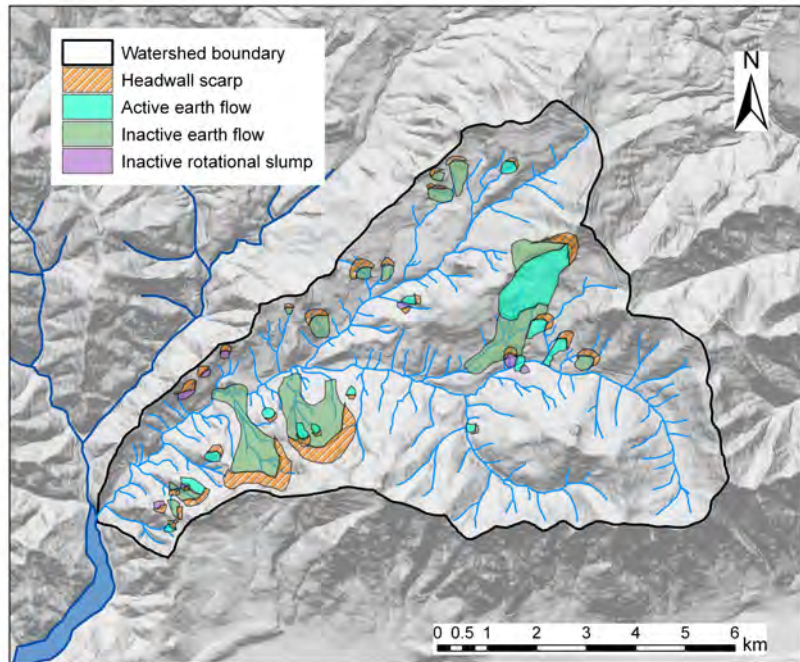 Watershed boundary
Headwall scarp
Active earth flow
Inactive earth flow
Inactive rotational slump
N
0 0.5 1 2 3 4 5 6
km